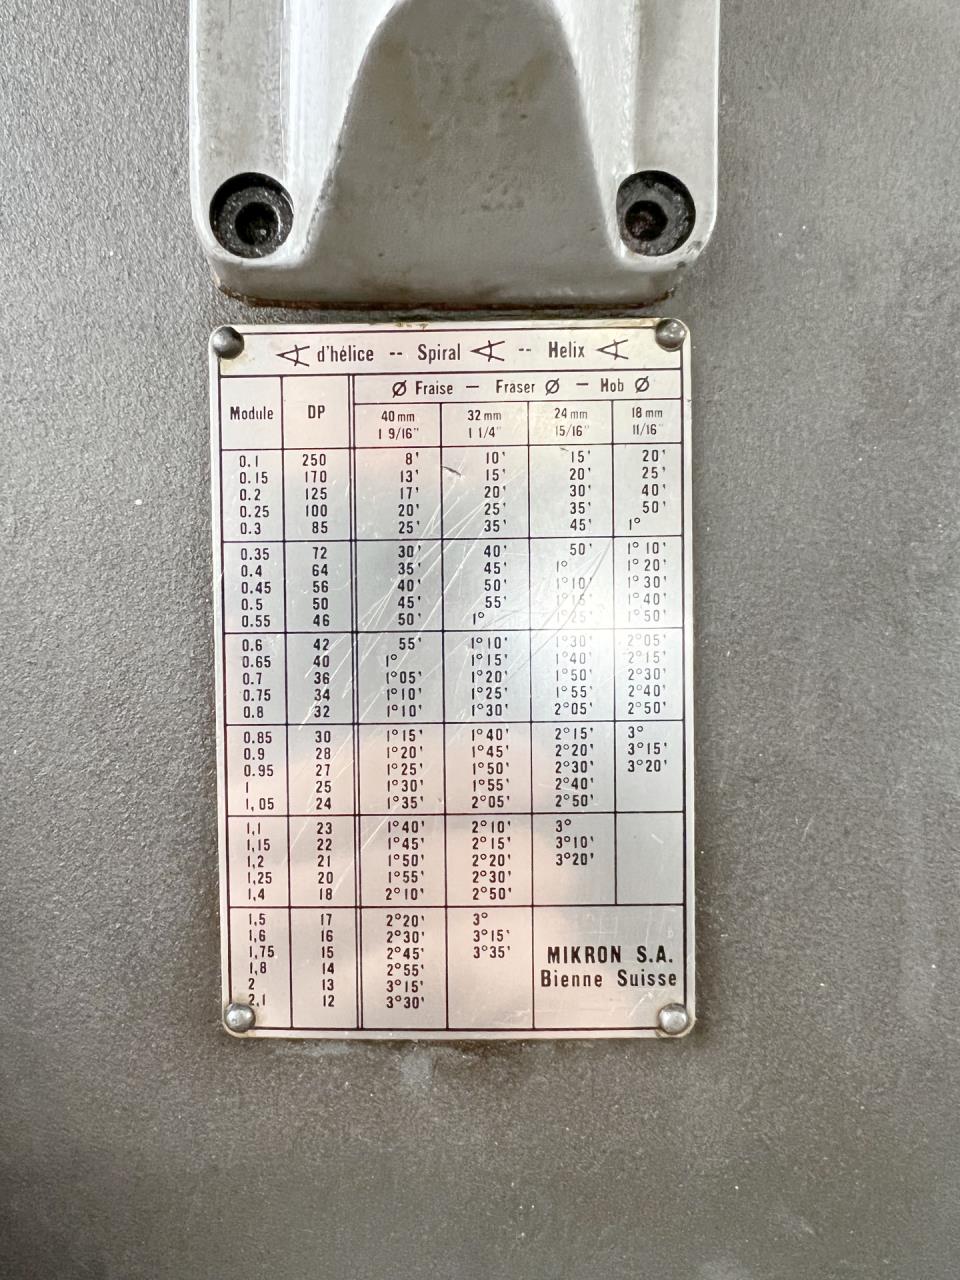 ∢ d'hélice -- Spiral ∢ -- Helix ∢
Ø Fraise — Fraser Ø — Hob Ø
Module DP 40 mm 32 mm 24 mm 18 mm
1 9/16" 1 1/4" 15/16" 11/16"
0.1 250 8' 10' 15' 20'
0.15 170 13' 15' 20' 25'
0.2 125 17' 20' 30' 40'
0.25 100 20' 25' 35' 50'
0.3 85 25' 35' 45' 1°
0.35 72 30' 40' 50' 1°10'
0.4 64 35' 45' 1° 1°20'
0.45 56 40' 50' 1°10' 1°30'
0.5 50 45' 55' 1°15' 1°40'
0.55 46 50' 1° 1°25' 1°50'
0.6 42 55' 1°10' 1°30' 2°05'
0.65 40 1° 1°15' 1°40' 2°15'
0.7 36 1°05' 1°20' 1°50' 2°30'
0.75 34 1°10' 1°25' 1°55' 2°40'
0.8 32 1°10' 1°30' 2°05' 2°50'
0.85 30 1°15' 1°40' 2°15' 3°
0.9 28 1°20' 1°45' 2°20' 3°15'
0.95 27 1°25' 1°50' 2°30' 3°20'
1 25 1°30' 1°55' 2°40'
1,05 24 1°35' 2°05' 2°50'
1,1 23 1°40' 2°10' 3°
1,15 22 1°45' 2°15' 3°10'
1,2 21 1°50' 2°20' 3°20'
1,25 20 1°55' 2°30'
1,4 18 2°10' 2°50'
1,5 17 2°20' 3°
1,6 16 2°30' 3°15'
1,75 15 2°45' 3°35'
1,8 14 2°55'
2 13 3°15'
2,1 12 3°30'
MIKRON S.A.
Bienne Suisse